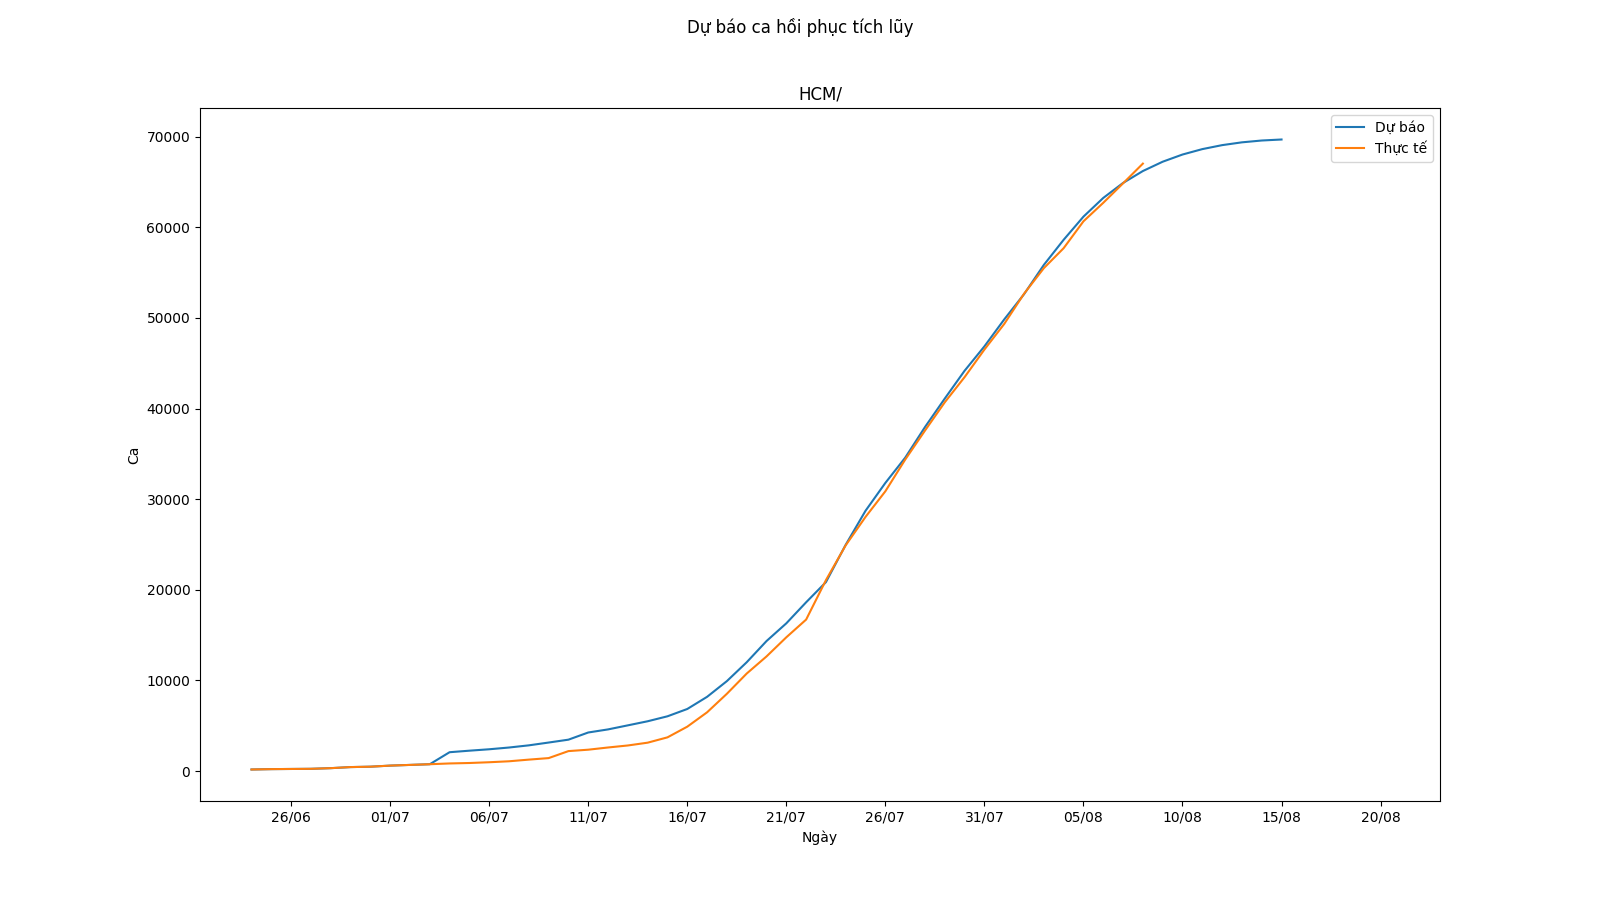 Dự báo ca hồi phục tích lũy
HCM/
Dự báo
Thực tế
70000
60000
50000
40000
30000
20000
10000
0
Ca
26/06 01/07 06/07 11/07 16/07 21/07 26/07 31/07 05/08 10/08 15/08 20/08
Ngày